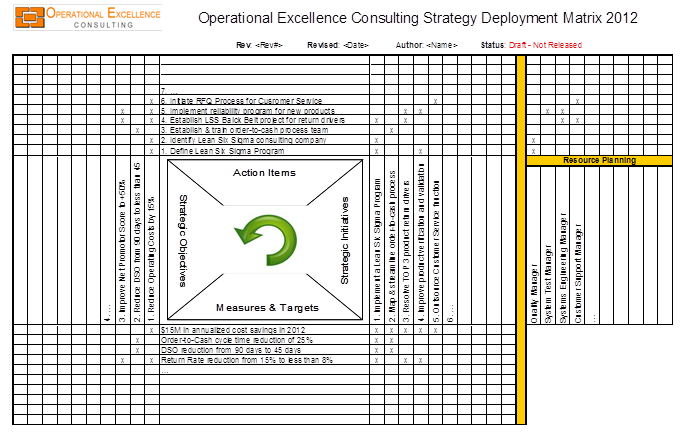 OPERATIONAL EXCELLENCE
CONSULTING
Operational Excellence Consulting Strategy Deployment Matrix 2012
Rev: <Rev#> Revised: <Date> Author: <Name> Status: Draft - Not Released
7. ...
x 6. Initiate RFQ Process for Customer Service x x
x x 5. Implement reliability program for new products x x x x
x x 4. Establish LSS Balck Belt project for return drivers x x x x
x 3. Establish & train order-to-cash process team x
x 2. Identify Lean Six Sigma consulting company x x
x 1. Define Lean Six Sigma Program x x x
Resource Planning
4. ...
3. Improve Net Promotor Score to +50%
2. Reduce DSO from 90 days to less than 45
1. Reduce Operating Costs by 15%
Action Items
Strategic Objectives
Strategic Initiatives
Measures & Targets
1. Implement a Lean Six Sigma Program
2. Map & streamline order-to-cash process
3. Resolve TOP 3 product return drivers
4. Improve product verification and validation
5. Outsource Customer Service function
6. ...
Quality Manager
System Test Manager
Systems Engineering Manager
Customer Support Manager
...
x $15M in annualized cost savings in 2012 x x x x x
x Order-to-Cash cycle time reduction of 25% x x
x DSO reduction from 90 days to 45 days x x
x x Return Rate reduction from 15% to less than 8% x x x
...